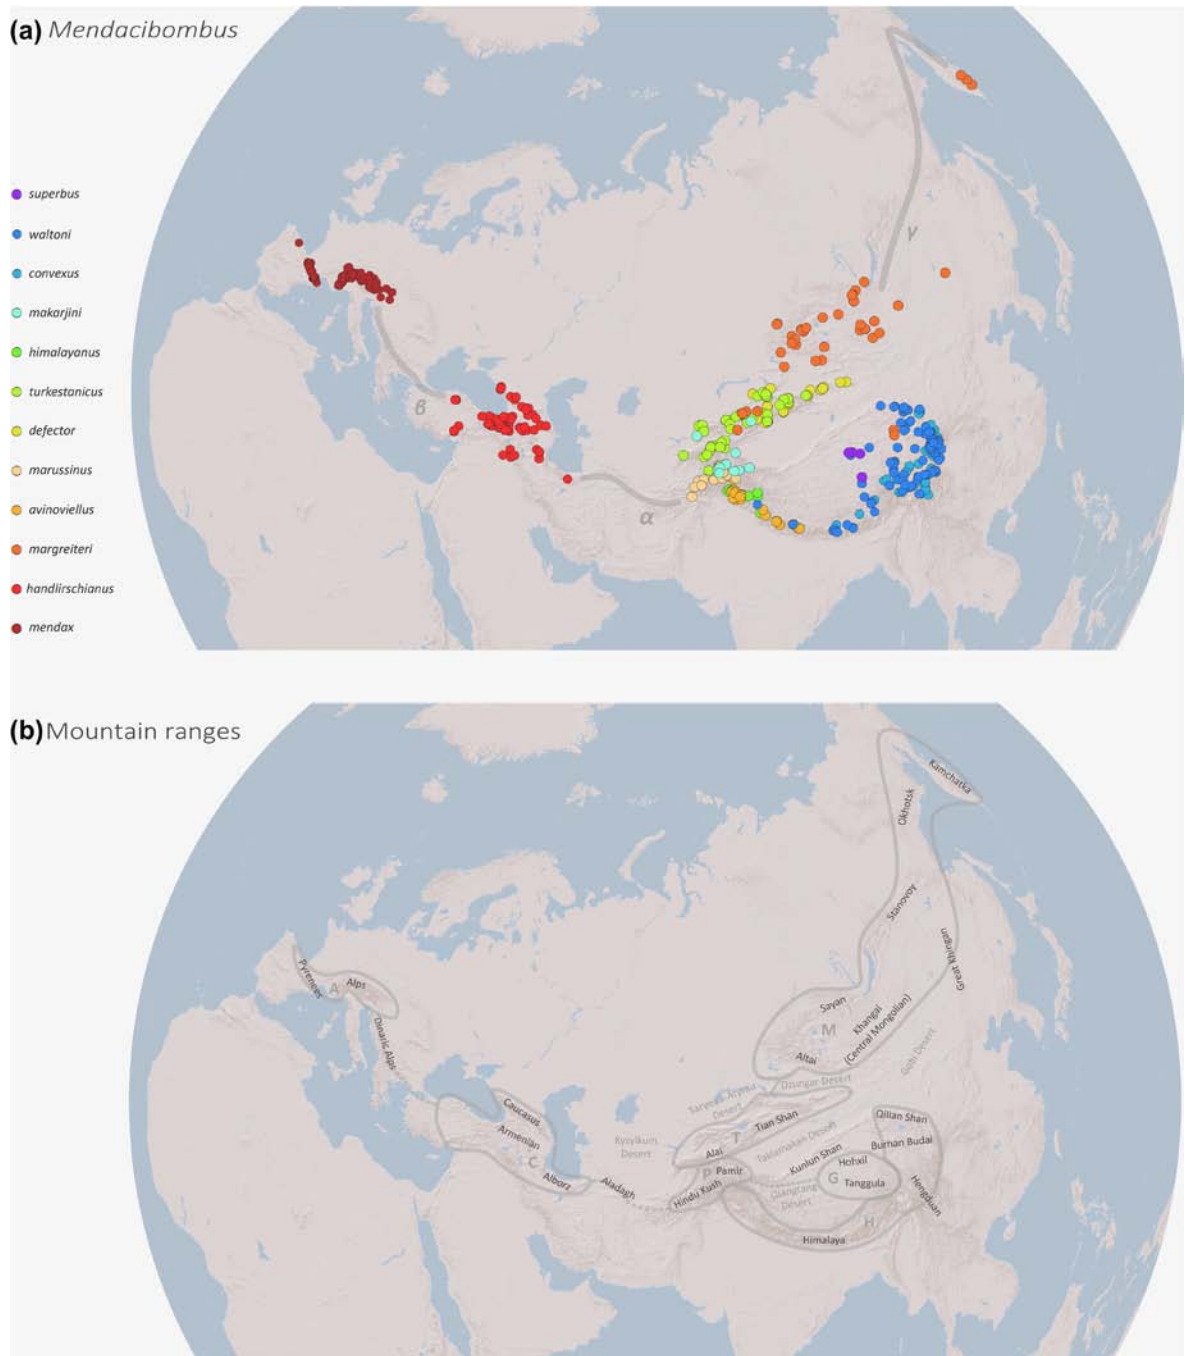 (a) Mendacibombus
superbus
waltoni
convexus
makarjini
himalayanus
turkestanicus
defector
marussinus
avinoviellus
margreiteri
handlirschianus
mendax
α
β
γ
(b) Mountain ranges
Kamchatka
Okhotsk
Stanovoy
Great Khingan
Pyrenees
A
Alps
Dinaric Alps
Sayan
M
Khangai
(Central Mongolian)
Altai
Gobi Desert
Dzungar Desert
Desert
Caucasus
Armenian
C
Alborz
Aladagh
Kyzylkum
Desert
Tian Shan
T
Alai
Taklamakan Desert
Qilian Shan
Burhan Budai
Kunlun Shan
P
Pamir
Hindu Kush
Hohxil
G
Tanggula
Qiangtang
Desert
Hengduan
H
Himalaya